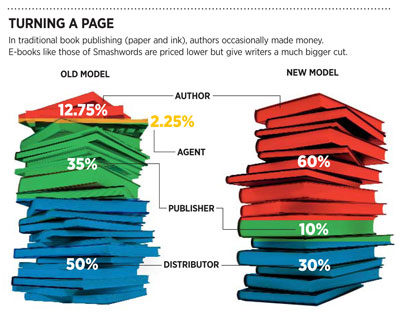 TURNING A PAGE
In traditional book publishing (paper and ink), authors occasionally made money.
E-books like those of Smashwords are priced lower but give writers a much bigger cut.
OLD MODEL
NEW MODEL
AUTHOR
12.75%
2.25%
AGENT
35%
60%
PUBLISHER
10%
50%
DISTRIBUTOR
30%